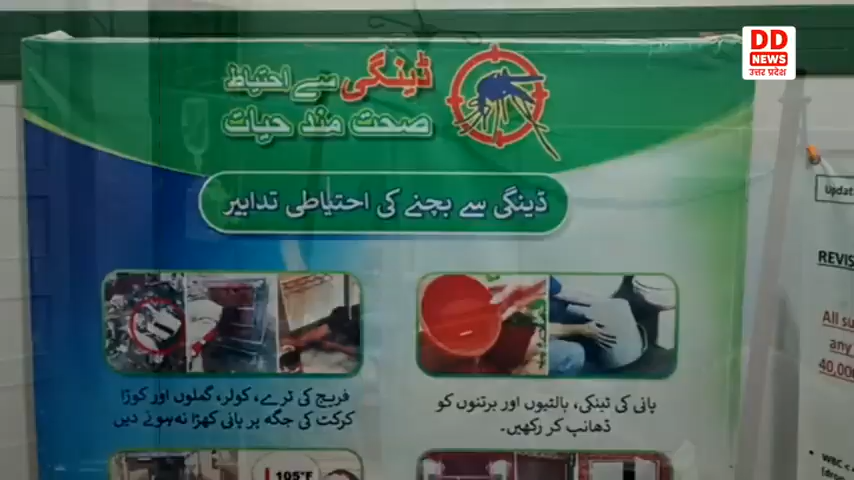 DD
NEWS
उत्तर प्रदेश
ڈینگی سے احتیاط
صحت مند حیات
ڈینگی سے بچنے کی احتیاطی تدابیر
پانی کی ٹینکی، بالٹیوں اور برتنوں کو
ڈھانپ کر رکھیں۔
فریج کی ٹرے، کولر، گملوں اور کوڑا
کرکٹ کی جگہ پر پانی کھڑا نہ ہونے دیں
105°F
Updat
REVIS
All su
any
40,00
WBC <